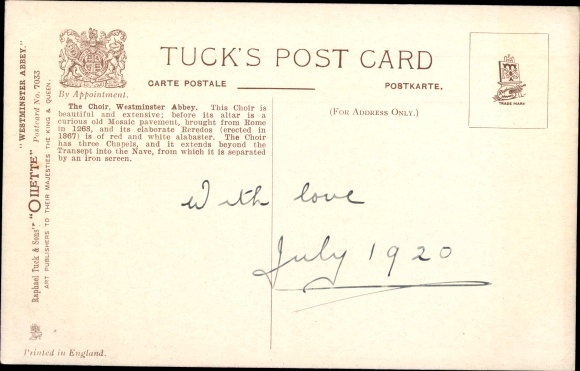 TUCK'S POST CARD
CARTE POSTALE
POSTKARTE.
By Appointment.
(FOR ADDRESS ONLY.)
TRADE MARK
The Choir, Westminster Abbey. This Choir is
beautiful and extensive; before its altar is a
curious old Mosaic pavement, brought from Rome
in 1268, and its elaborate Reredos (erected in
1867) is of red and white alabaster. The Choir
has three Chapels, and it extends beyond the
Transept into the Nave, from which it is separated
by an iron screen.
With love
July 1920
"WESTMINSTER ABBEY."
Postcard No. 7033
Raphael Tuck & Sons' "OILETTE"
ART PUBLISHERS TO THEIR MAJESTIES THE KING & QUEEN.
Printed in England.